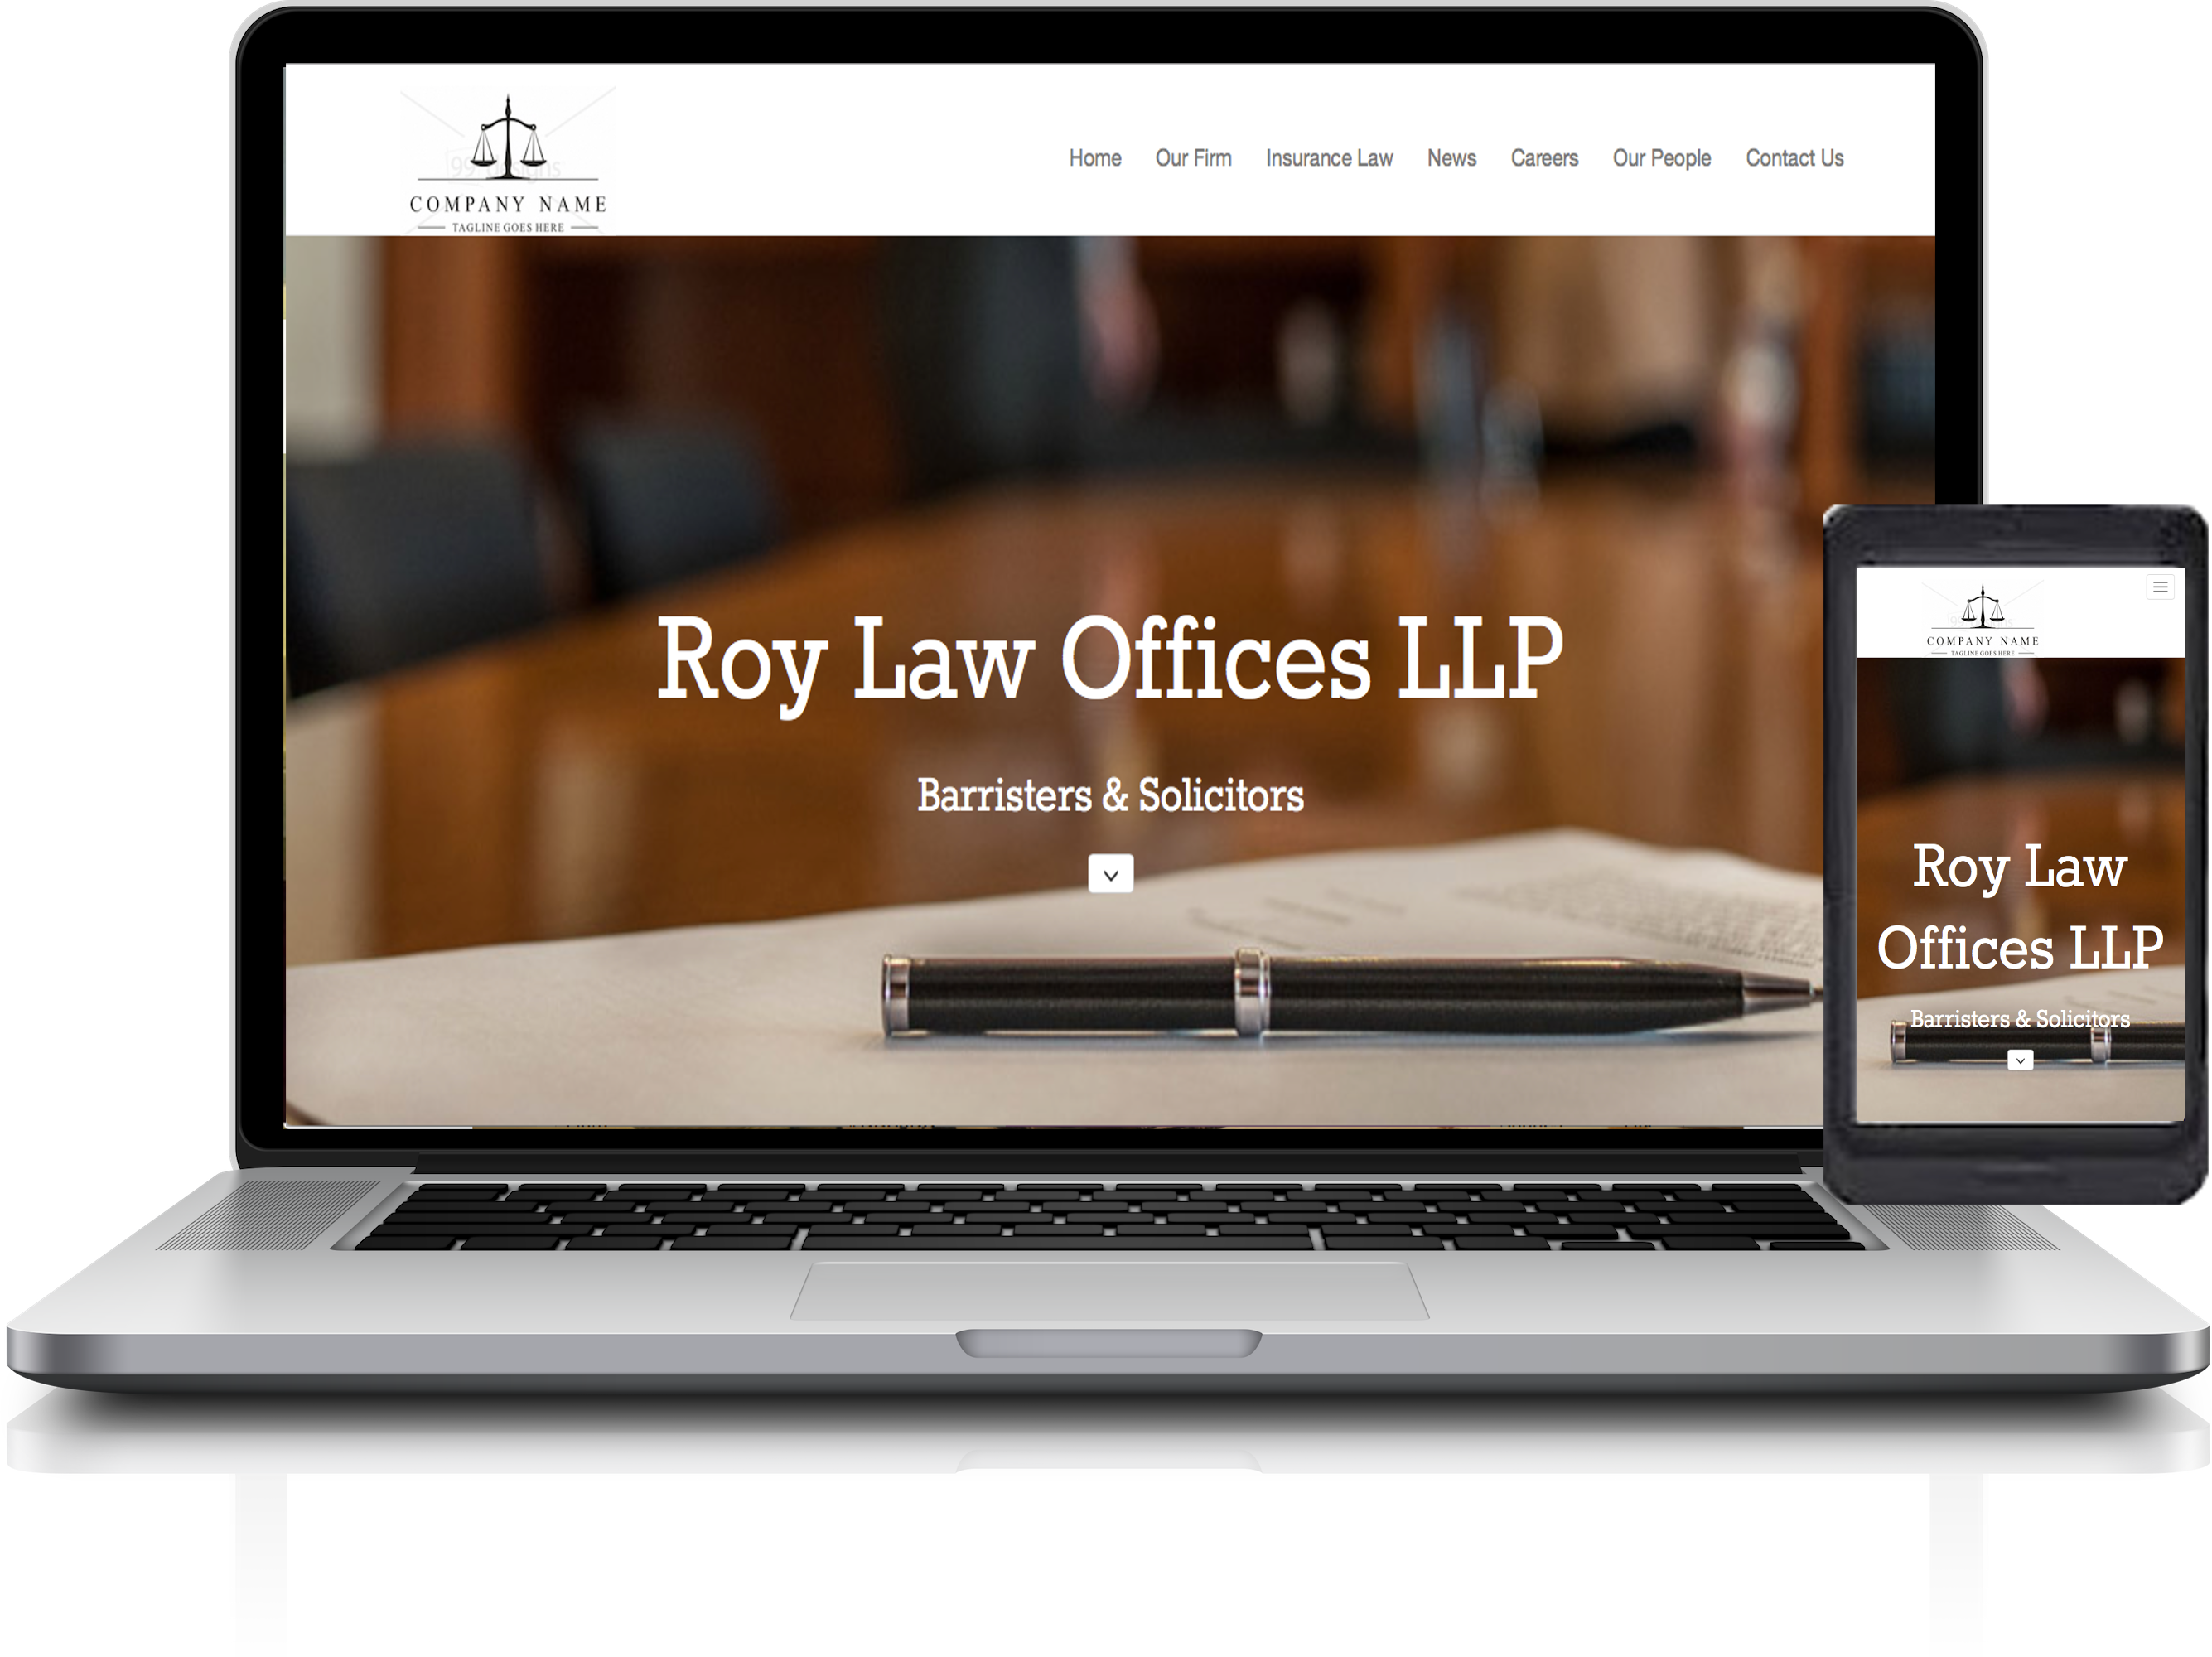 COMPANY NAME
TAGLINE GOES HERE
Home Our Firm Insurance Law News Careers Our People Contact Us
Roy Law Offices LLP
Barristers & Solicitors
COMPANY NAME
TAGLINE GOES HERE
Roy Law
Offices LLP
Barristers & Solicitors